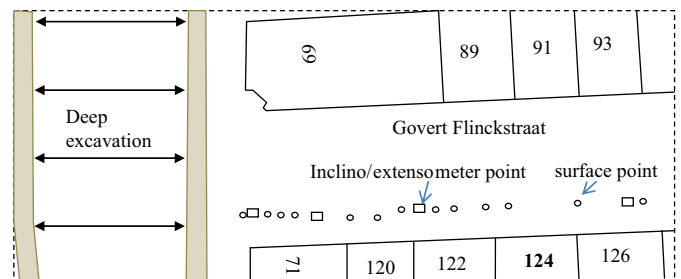 69
89
91
93
Deep
excavation
Govert Flinckstraat
Inclino/extensometer point
surface point
71
120
122
124
126